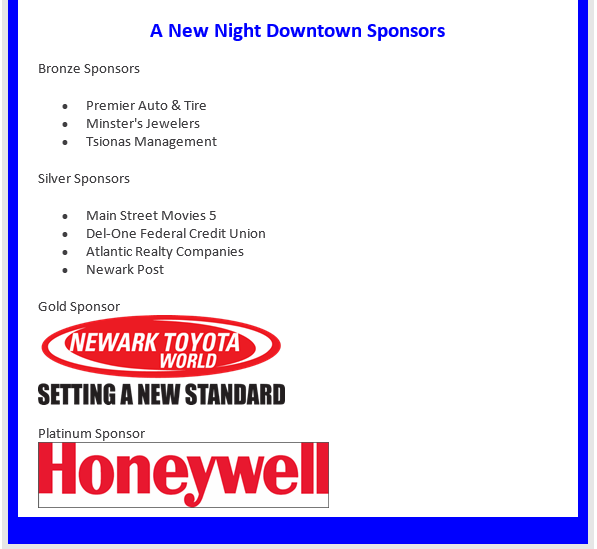 A New Night Downtown Sponsors
Bronze Sponsors
• Premier Auto & Tire
• Minster's Jewelers
• Tsionas Management
Silver Sponsors
• Main Street Movies 5
• Del-One Federal Credit Union
• Atlantic Realty Companies
• Newark Post
Gold Sponsor
NEWARK TOYOTA
WORLD
SETTING A NEW STANDARD
Platinum Sponsor
Honeywell